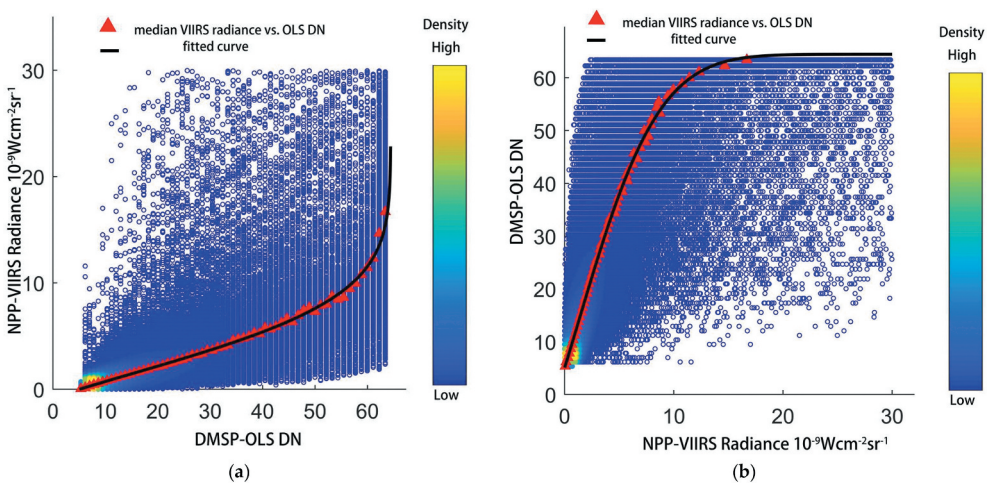 median VIIRS radiance vs. OLS DN
fitted curve
Density
High
Low
30
20
10
0
0 10 20 30 40 50 60
NPP-VIIRS Radiance 10⁻⁹Wcm⁻²sr⁻¹
DMSP-OLS DN
(a)
median VIIRS radiance vs. OLS DN
fitted curve
Density
High
Low
60
50
40
30
20
10
0
0 10 20 30
DMSP-OLS DN
NPP-VIIRS Radiance 10⁻⁹Wcm⁻²sr⁻¹
(b)